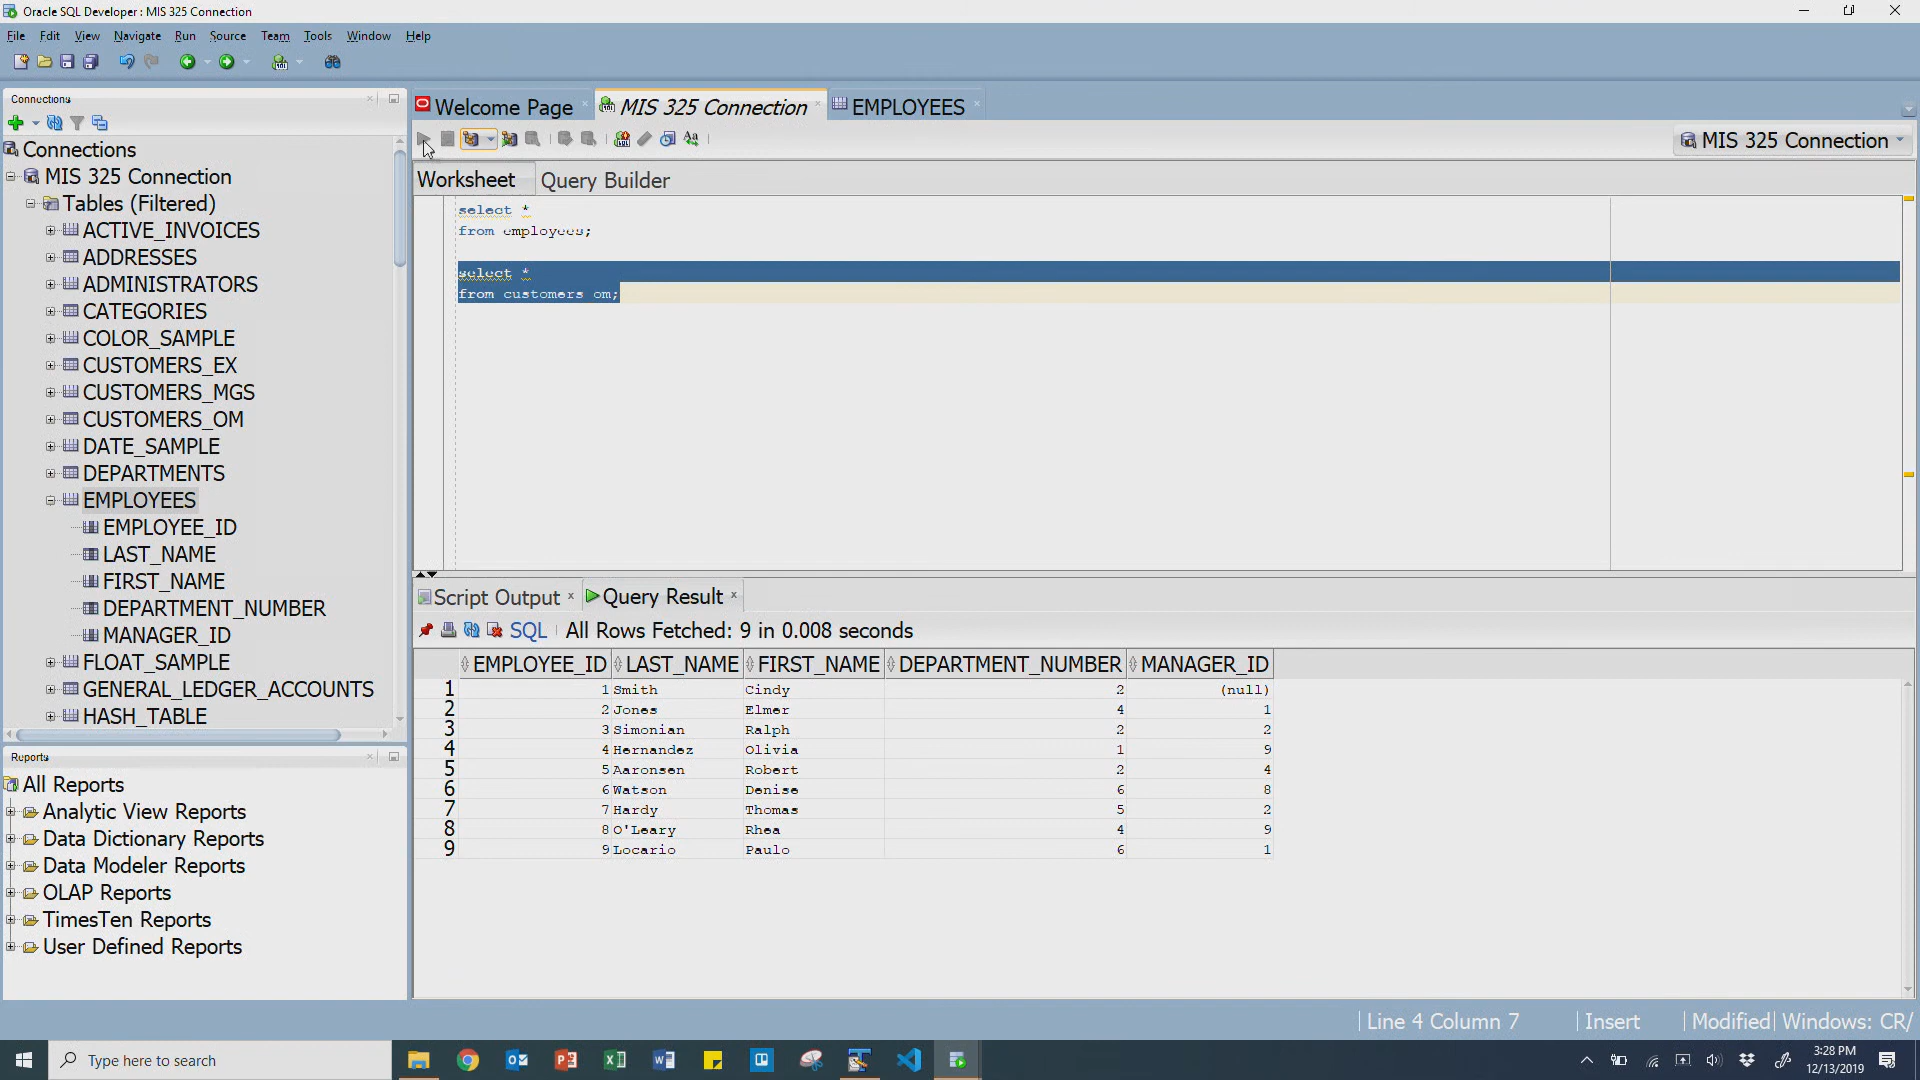 Oracle SQL Developer : MIS 325 Connection
File Edit View Navigate Run Source Team Tools Window Help
Connections
Connections
MIS 325 Connection
Tables (Filtered)
ACTIVE_INVOICES
ADDRESSES
ADMINISTRATORS
CATEGORIES
COLOR_SAMPLE
CUSTOMERS_EX
CUSTOMERS_MGS
CUSTOMERS_OM
DATE_SAMPLE
DEPARTMENTS
EMPLOYEES
EMPLOYEE_ID
LAST_NAME
FIRST_NAME
DEPARTMENT_NUMBER
MANAGER_ID
FLOAT_SAMPLE
GENERAL_LEDGER_ACCOUNTS
HASH_TABLE
Reports
All Reports
Analytic View Reports
Data Dictionary Reports
Data Modeler Reports
OLAP Reports
TimesTen Reports
User Defined Reports
Welcome Page MIS 325 Connection EMPLOYEES
MIS 325 Connection
Worksheet Query Builder
select *
from employees;
select *
from customers_om;
Script Output Query Result
SQL All Rows Fetched: 9 in 0.008 seconds
EMPLOYEE_ID LAST_NAME FIRST_NAME DEPARTMENT_NUMBER MANAGER_ID
1 1 Smith Cindy 2 (null)
2 2 Jones Elmer 4 1
3 3 Simonian Ralph 2 2
4 4 Hernandez Olivia 1 9
5 5 Aaronsen Robert 2 4
6 6 Watson Denise 6 8
7 7 Hardy Thomas 5 2
8 8 O'Leary Rhea 4 9
9 9 Locario Paulo 6 1
Line 4 Column 7 Insert Modified Windows: CR/
Type here to search
3:28 PM
12/13/2019